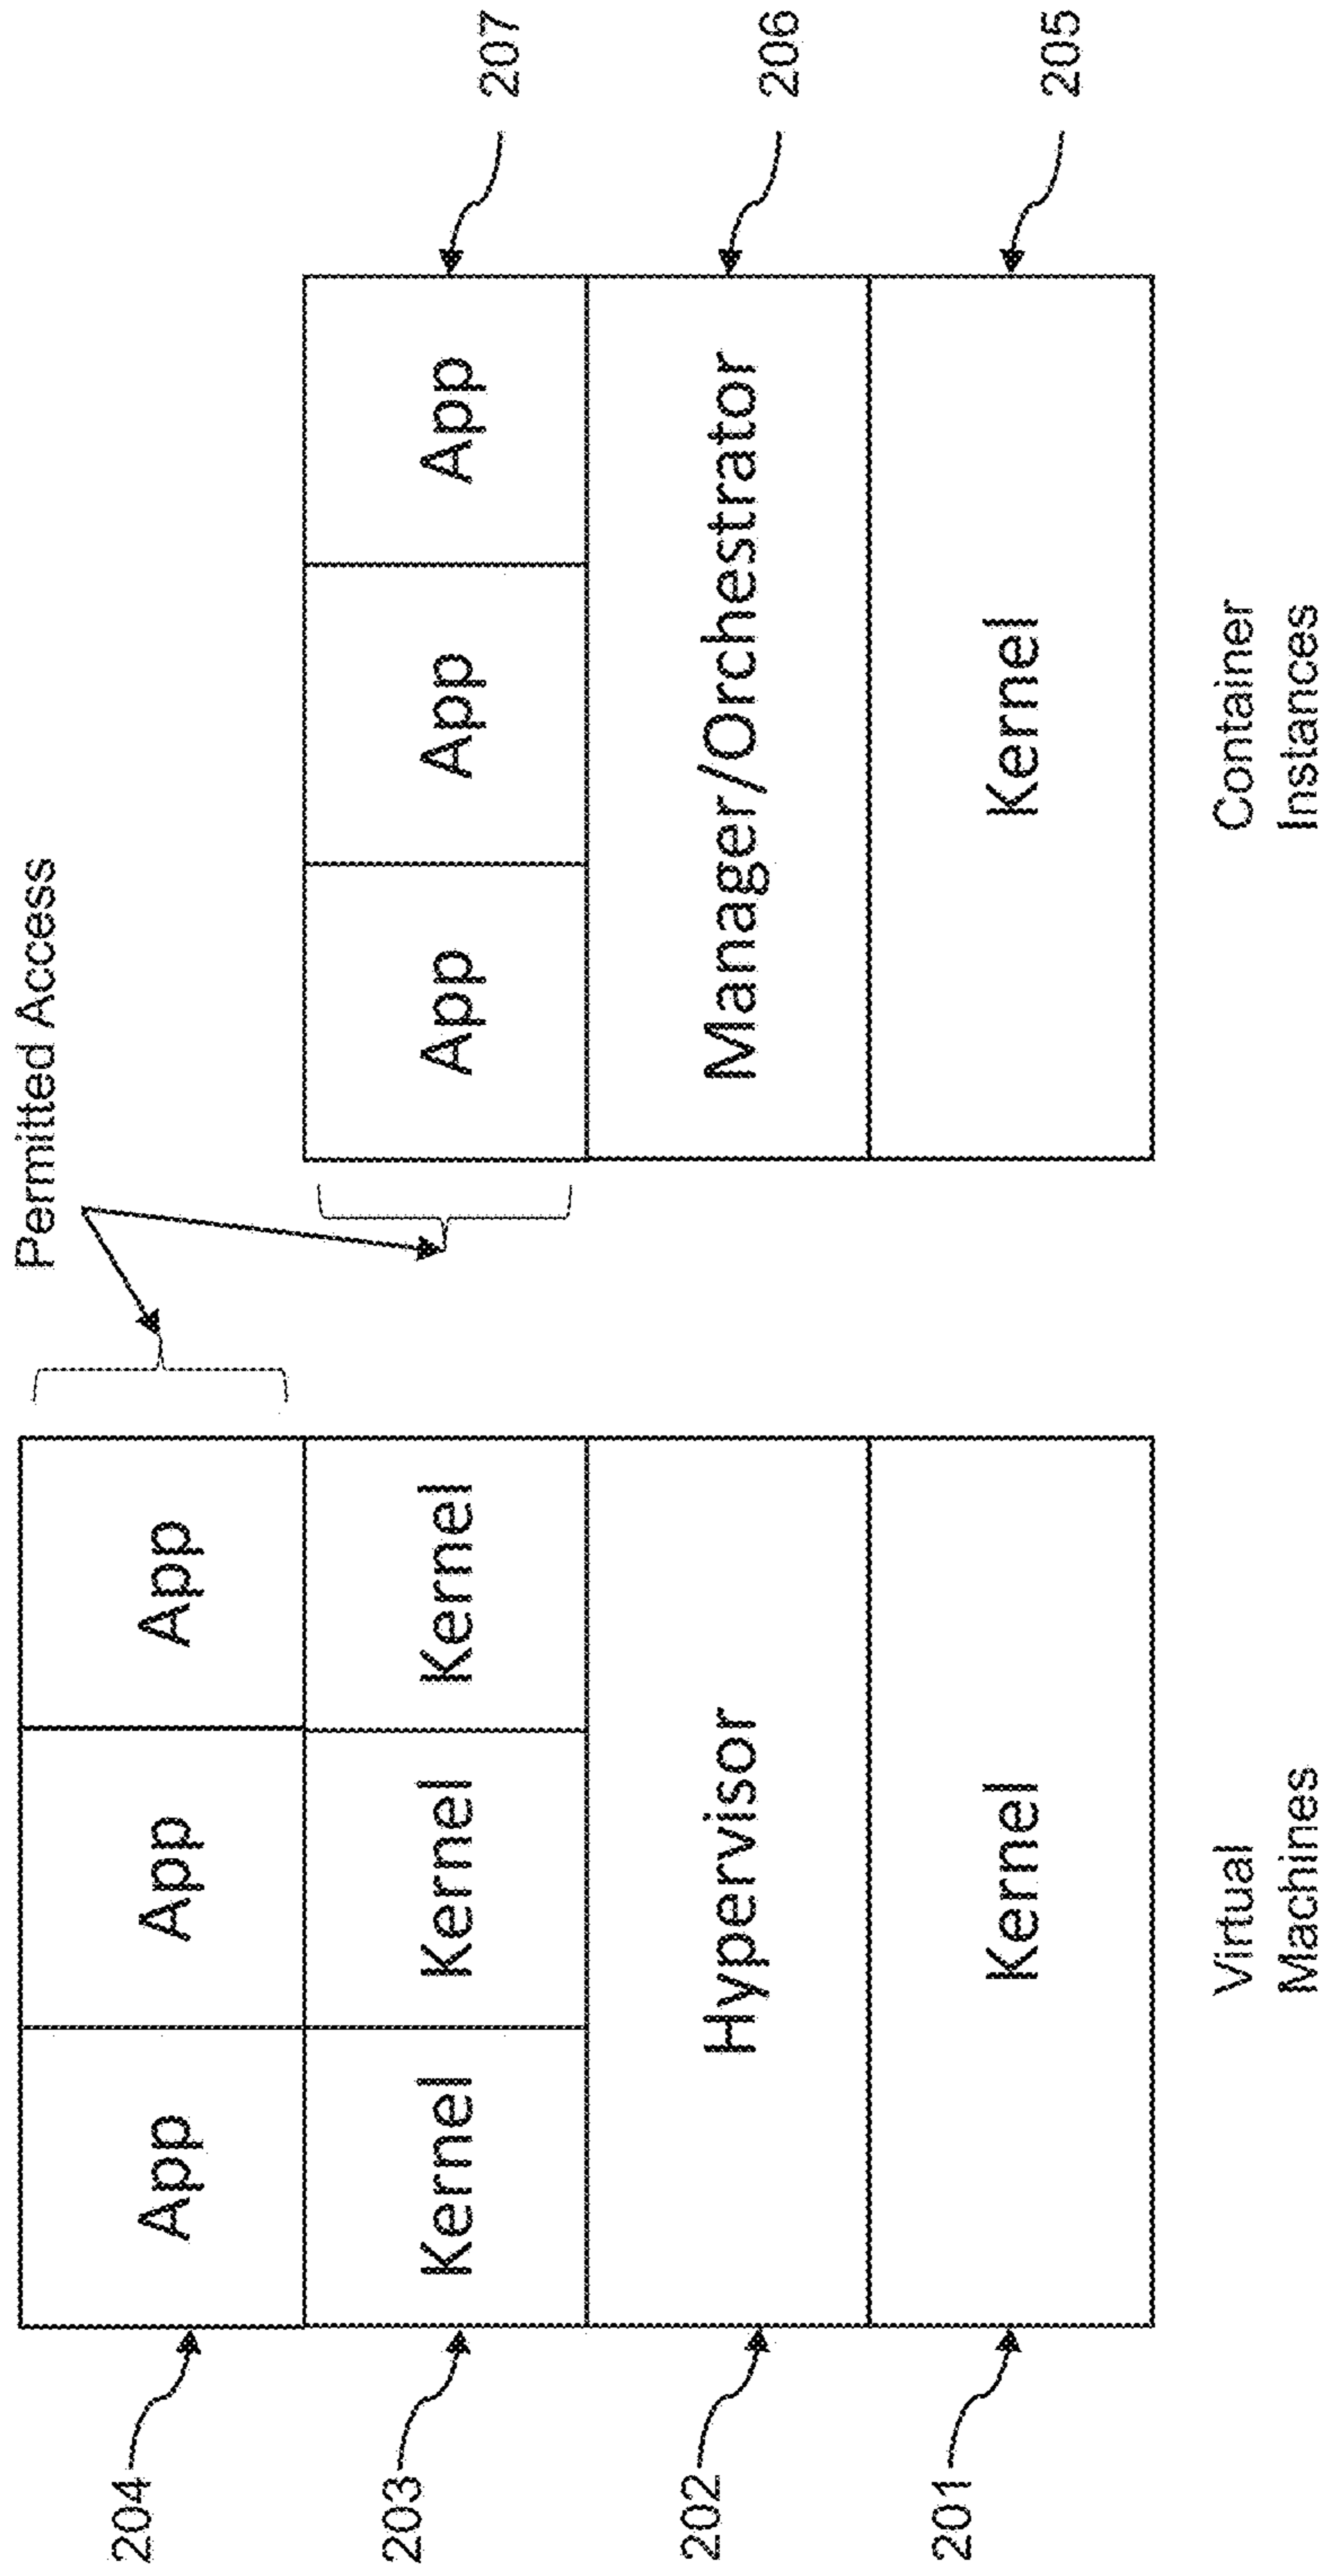 Permitted Access
204
App
App
App
203
Kernel
Kernel
Kernel
App
App
App
207
202
Hypervisor
Manager/Orchestrator
206
201
Kernel
Kernel
205
Virtual
Machines
Container
Instances